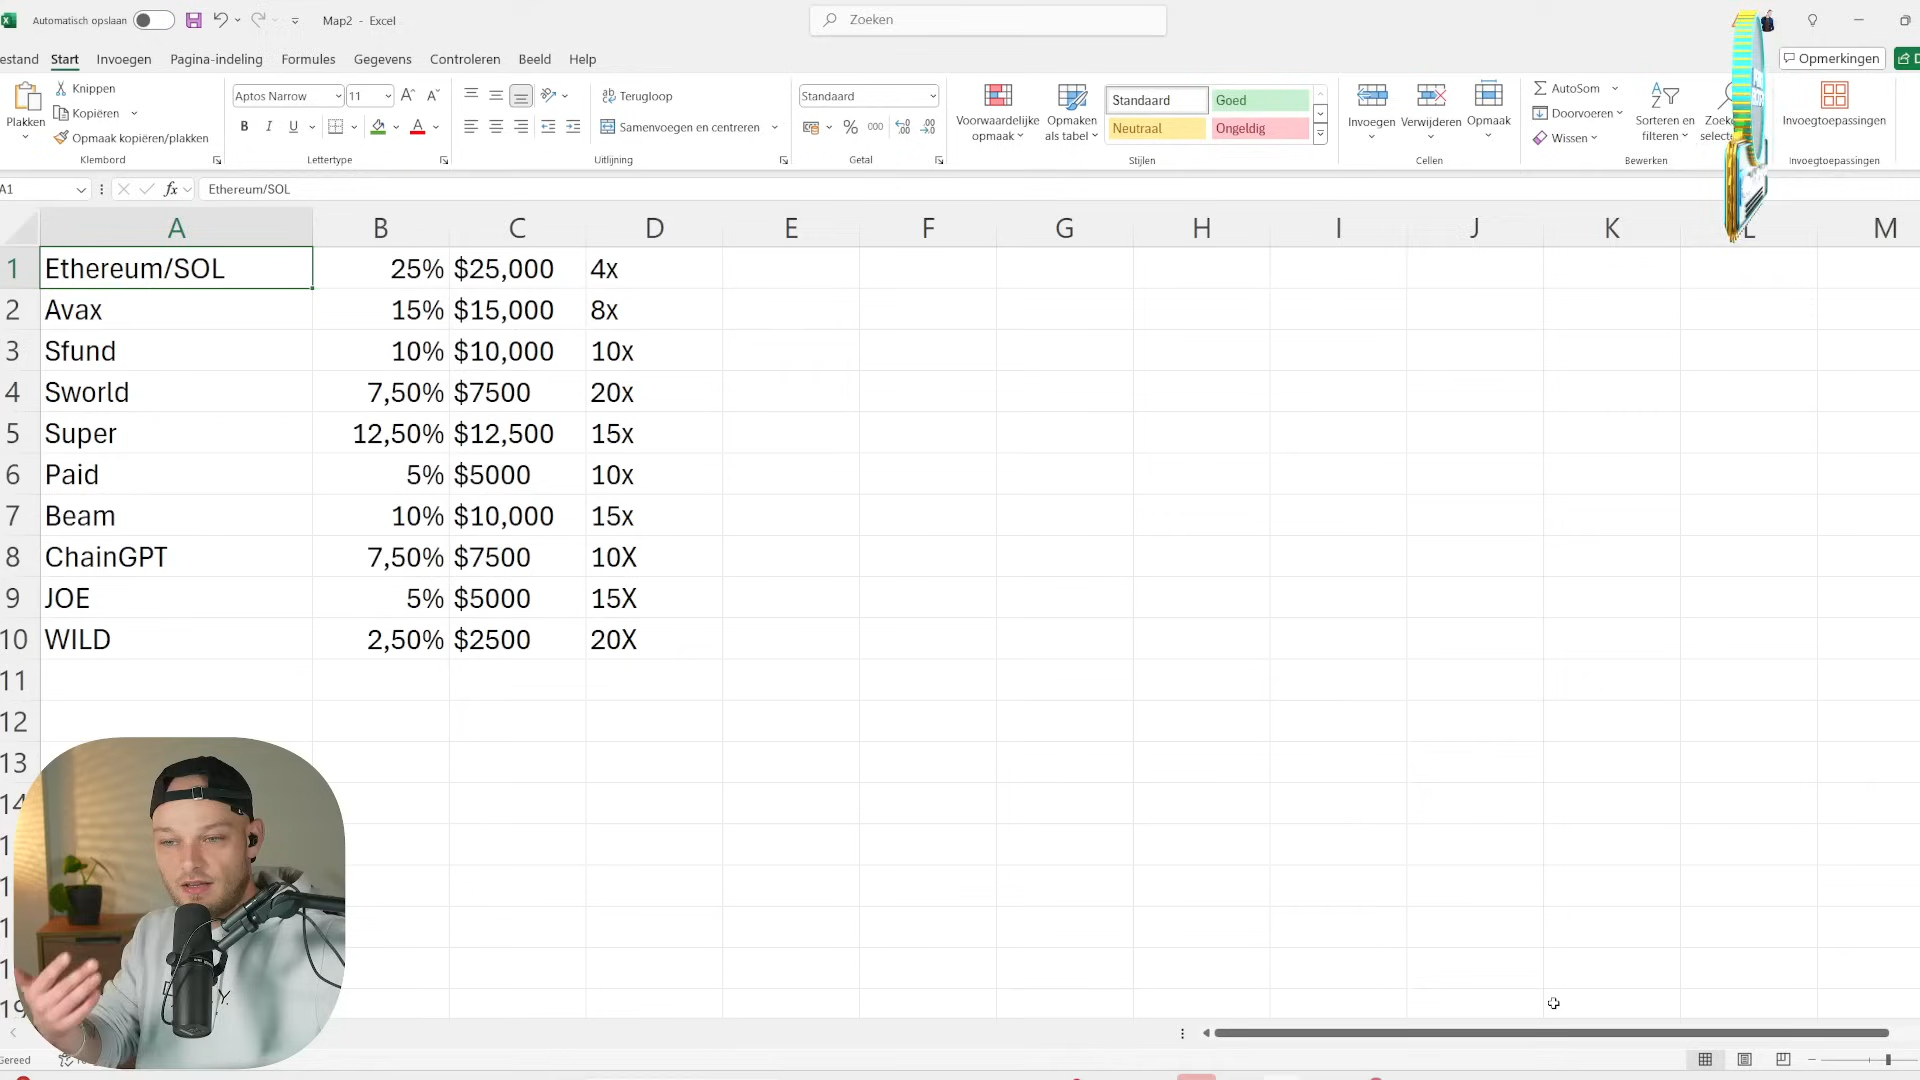 Automatisch opslaan Map2 - Excel Zoeken
Start Invoegen Pagina-indeling Formules Gegevens Controleren Beeld Help Opmerkingen
Plakken
Knippen
Kopiëren
Opmaak kopiëren/plakken
Klembord
Aptos Narrow 11
B I U
Lettertype
Terugloop
Samenvoegen en centreren
Uitlijning
Standaard
% 000
Getal
Voorwaardelijke
opmaak
Opmaken
als tabel
Standaard Goed
Neutraal Ongeldig
Stijlen
Invoegen Verwijderen Opmaak
Cellen
AutoSom
Doorvoeren
Wissen
Sorteren en
filteren
Bewerken
Invoegtoepassingen
Invoegtoepassingen
A1 fx Ethereum/SOL
A B C D E F G H I J K L M
1 Ethereum/SOL 25% $25,000 4x
2 Avax 15% $15,000 8x
3 Sfund 10% $10,000 10x
4 Sworld 7,50% $7500 20x
5 Super 12,50% $12,500 15x
6 Paid 5% $5000 10x
7 Beam 10% $10,000 15x
8 ChainGPT 7,50% $7500 10X
9 JOE 5% $5000 15X
10 WILD 2,50% $2500 20X
11
12
13